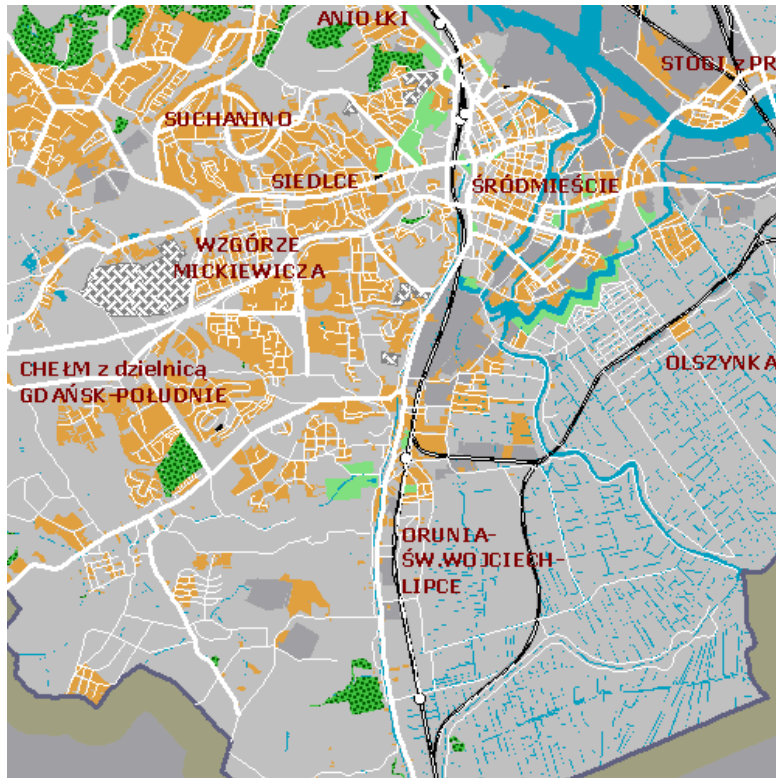 ANIOŁKI
STOGI z PR
SUCHANINO
SIEDLCE
ŚRÓDMIEŚCIE
WZGÓRZE
MICKIEWICZA
CHEŁM z dzielnicą
GDAŃSK-POŁUDNIE
OLSZYNKA
ORUNIA-
ŚW.WOJCIECH-
LIPCE